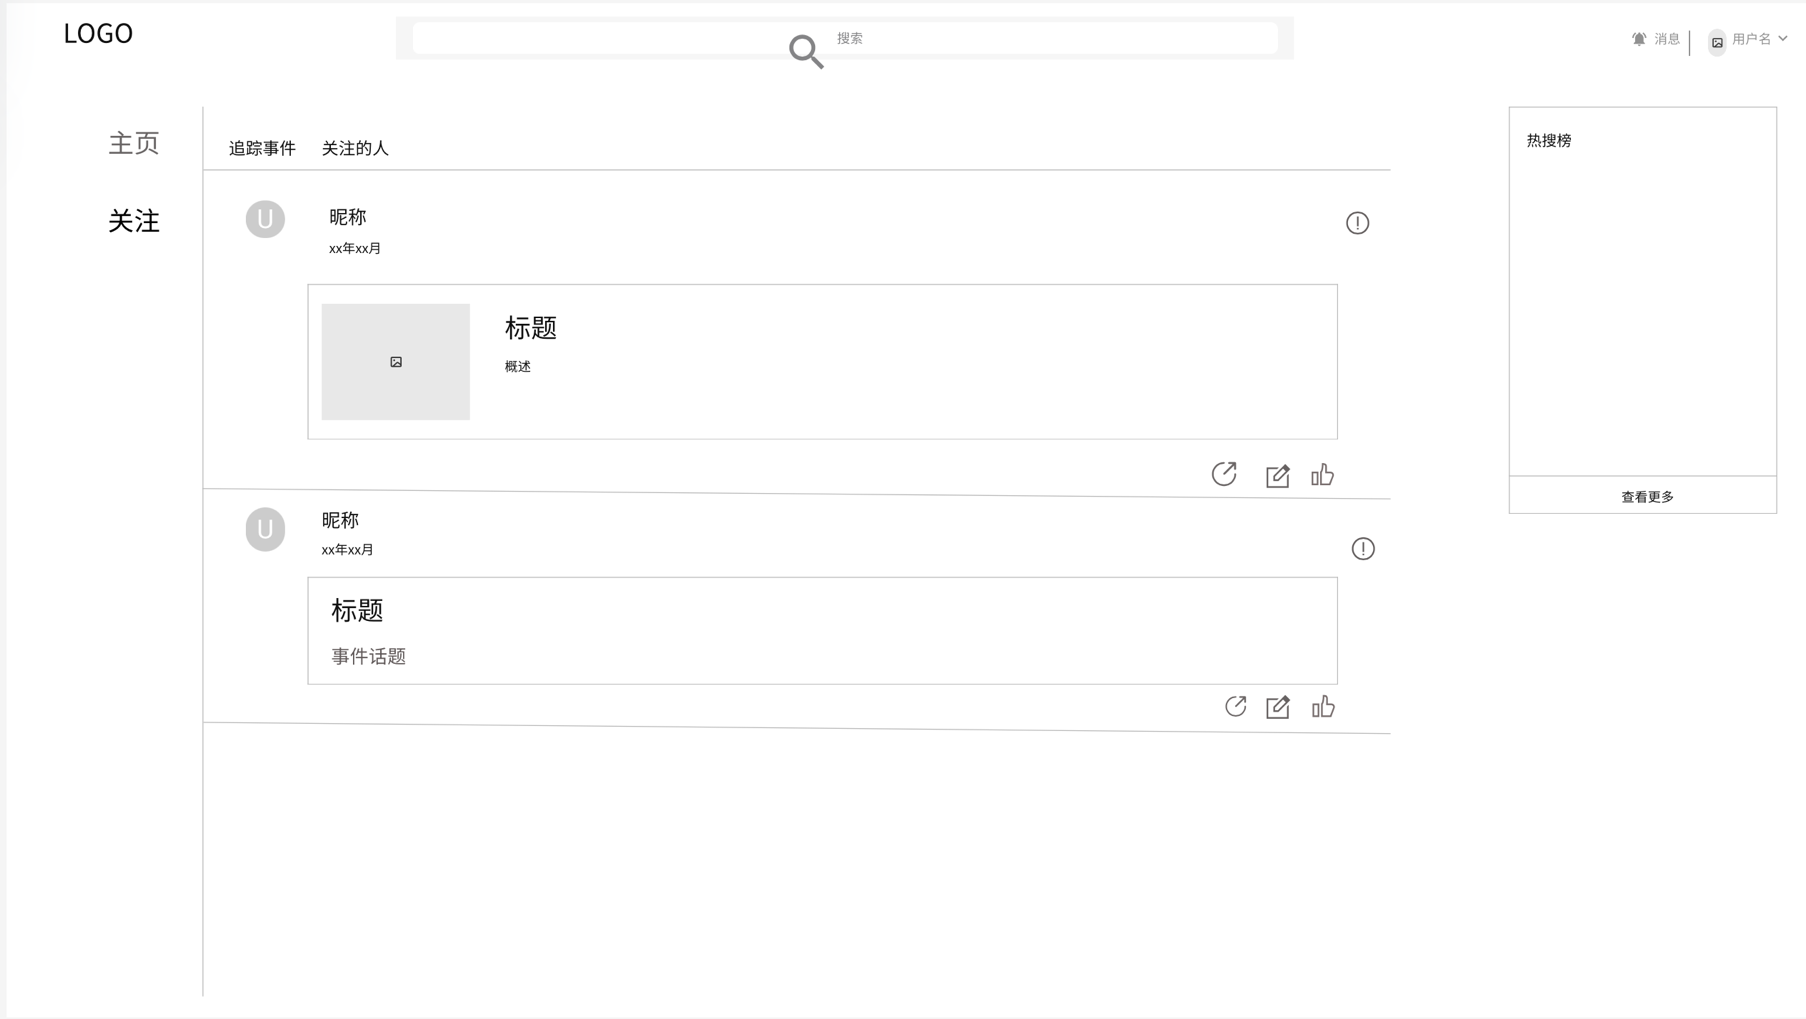 LOGO
搜索
消息
用户名
主页
关注
追踪事件 关注的人
U
昵称
xx年xx月
标题
概述
U
昵称
xx年xx月
标题
事件话题
热搜榜
查看更多